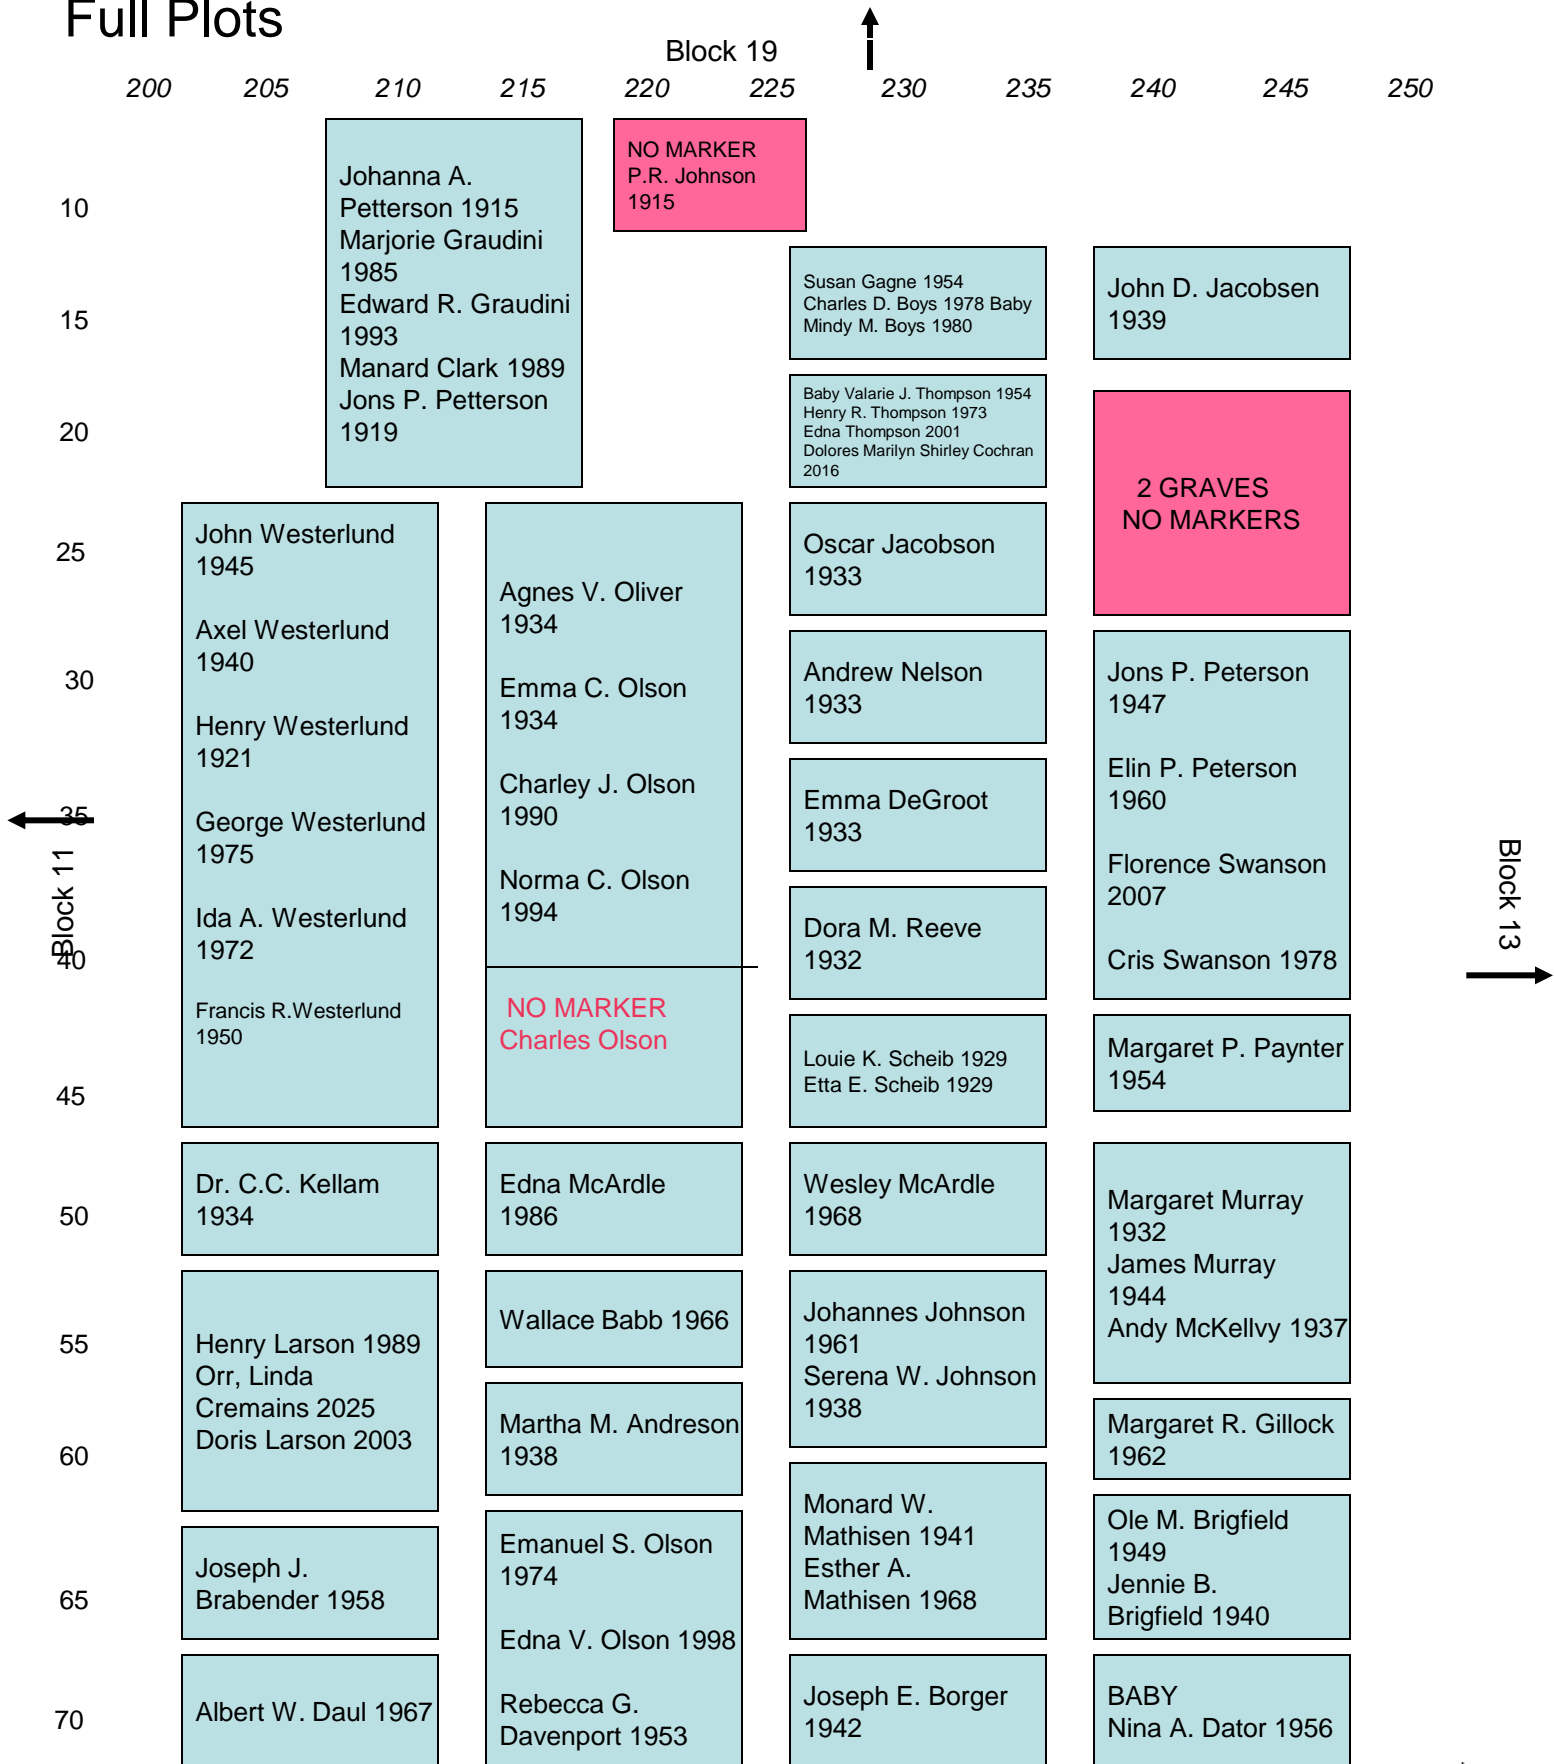 Full Plots
Block 19
200 205 210 215 220 225 230 235 240 245 250
10
15
20
25
30
35
40
45
50
55
60
65
70
Block 11
Block 13
Johanna A.
Petterson 1915
Marjorie Graudini
1985
Edward R. Graudini
1993
Manard Clark 1989
Jons P. Petterson
1919
NO MARKER
P.R. Johnson
1915
Susan Gagne 1954
Charles D. Boys 1978 Baby
Mindy M. Boys 1980
John D. Jacobsen
1939
Baby Valarie J. Thompson 1954
Henry R. Thompson 1973
Edna Thompson 2001
Dolores Marilyn Shirley Cochran
2016
2 GRAVES
NO MARKERS
John Westerlund
1945
Axel Westerlund
1940
Henry Westerlund
1921
George Westerlund
1975
Ida A. Westerlund
1972
Francis R.Westerlund
1950
Agnes V. Oliver
1934
Emma C. Olson
1934
Charley J. Olson
1990
Norma C. Olson
1994
NO MARKER
Charles Olson
Oscar Jacobson
1933
Andrew Nelson
1933
Emma DeGroot
1933
Dora M. Reeve
1932
Louie K. Scheib 1929
Etta E. Scheib 1929
Jons P. Peterson
1947
Elin P. Peterson
1960
Florence Swanson
2007
Cris Swanson 1978
Margaret P. Paynter
1954
Dr. C.C. Kellam
1934
Edna McArdle
1986
Wesley McArdle
1968
Margaret Murray
1932
James Murray
1944
Andy McKellvy 1937
Henry Larson 1989
Orr, Linda
Cremains 2025
Doris Larson 2003
Wallace Babb 1966
Martha M. Andreson
1938
Johannes Johnson
1961
Serena W. Johnson
1938
Margaret R. Gillock
1962
Joseph J.
Brabender 1958
Emanuel S. Olson
1974
Edna V. Olson 1998
Rebecca G.
Davenport 1953
Monard W.
Mathisen 1941
Esther A.
Mathisen 1968
Ole M. Brigfield
1949
Jennie B.
Brigfield 1940
Albert W. Daul 1967
Joseph E. Borger
1942
BABY
Nina A. Dator 1956